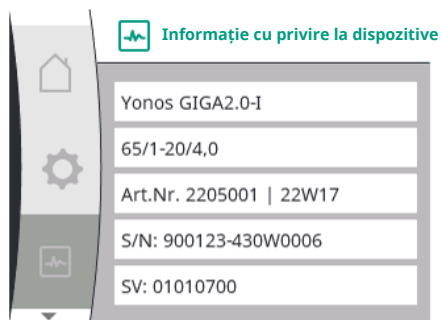 Informație cu privire la dispozitive
Yonos GIGA2.0-I
65/1-20/4,0
Art.Nr. 2205001 | 22W17
S/N: 900123-430W0006
SV: 01010700